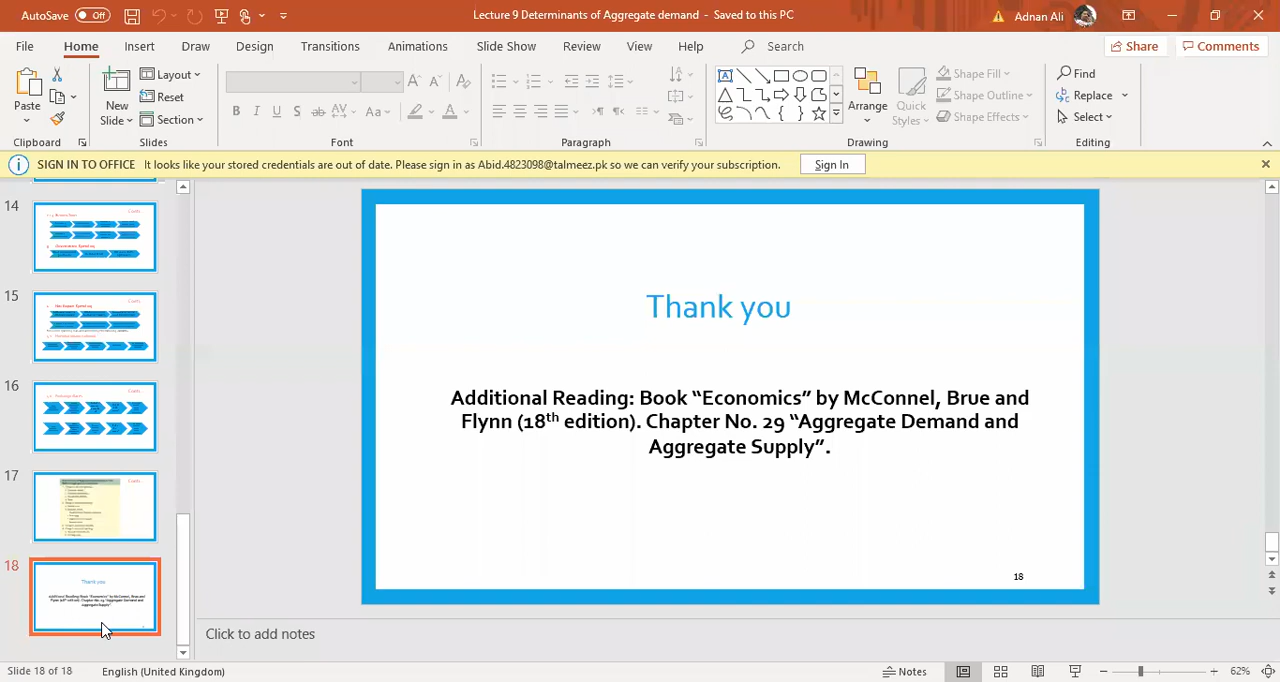 AutoSave Off Lecture 9 Determinants of Aggregate demand - Saved to this PC Adnan Ali
File Home Insert Draw Design Transitions Animations Slide Show Review View Help Search Share Comments
Paste New Slide Layout Reset Section Arrange Quick Styles Shape Fill Shape Outline Shape Effects Find Replace Select
Clipboard Slides Font Paragraph Drawing Editing
SIGN IN TO OFFICE It looks like your stored credentials are out of date. Please sign in as Abid.4823098@talmeez.pk so we can verify your subscription. Sign In
14
15
16
17
18
Thank you
Additional Reading: Book “Economics” by McConnel, Brue and
Flynn (18th edition). Chapter No. 29 “Aggregate Demand and
Aggregate Supply”.
18
Click to add notes
Slide 18 of 18 English (United Kingdom) Notes 62%